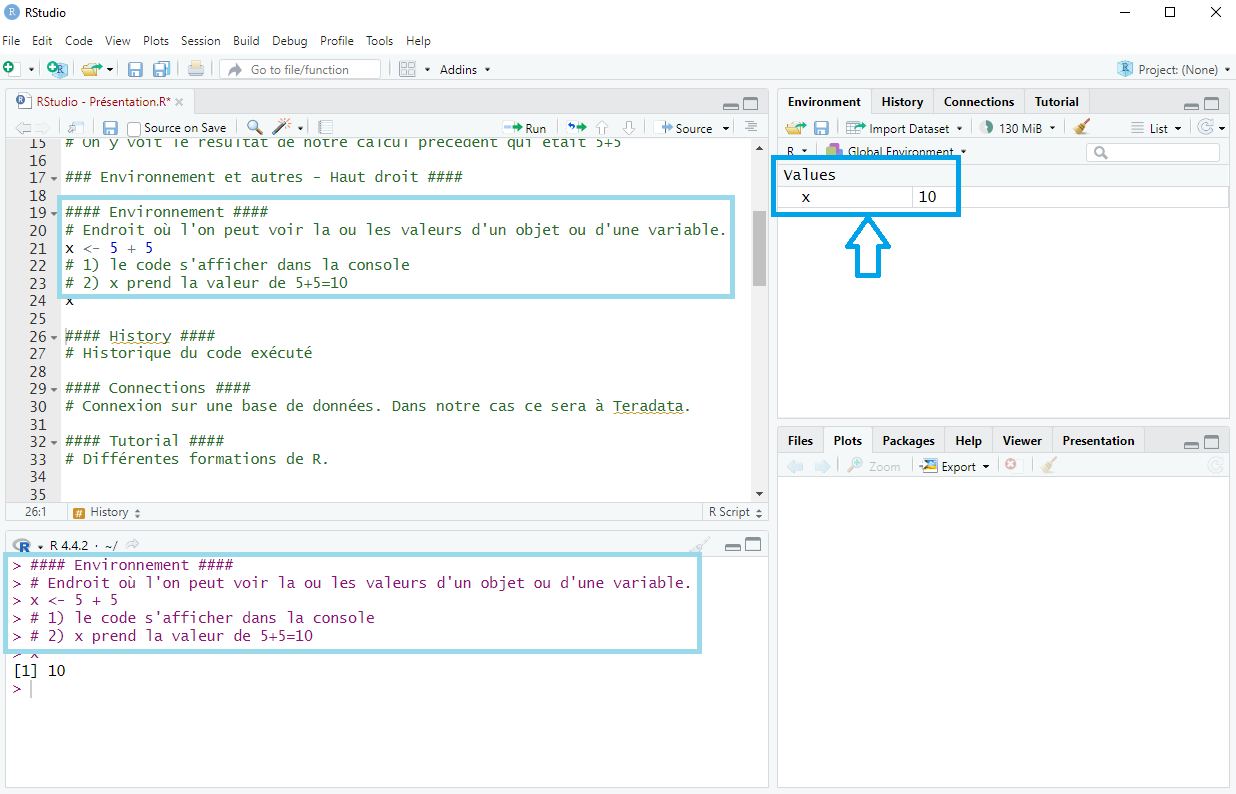 RStudio
File Edit Code View Plots Session Build Debug Profile Tools Help
Go to file/function Addins Project: (None)
RStudio - Présentation.R*
Source on Save Run Source
15 # On y voit le résultat de notre calcul précédent qui était 5+5
16
17 ### Environnement et autres - Haut droit ####
18
19 #### Environnement ####
20 # Endroit où l'on peut voir la ou les valeurs d'un objet ou d'une variable.
21 x <- 5 + 5
22 # 1) le code s'afficher dans la console
23 # 2) x prend la valeur de 5+5=10
24 x
25
26 #### History ####
27 # Historique du code exécuté
28
29 #### Connections ####
30 # Connexion sur une base de données. Dans notre cas ce sera à Teradata.
31
32 #### Tutorial ####
33 # Différentes formations de R.
34
35
26:1 # History R Script
R R 4.4.2 · ~/
> #### Environnement ####
> # Endroit où l'on peut voir la ou les valeurs d'un objet ou d'une variable.
> x <- 5 + 5
> # 1) le code s'afficher dans la console
> # 2) x prend la valeur de 5+5=10
> x
[1] 10
>
Environment History Connections Tutorial
Import Dataset 130 MiB List
R Global Environment
Values
x 10
Files Plots Packages Help Viewer Presentation
Zoom Export